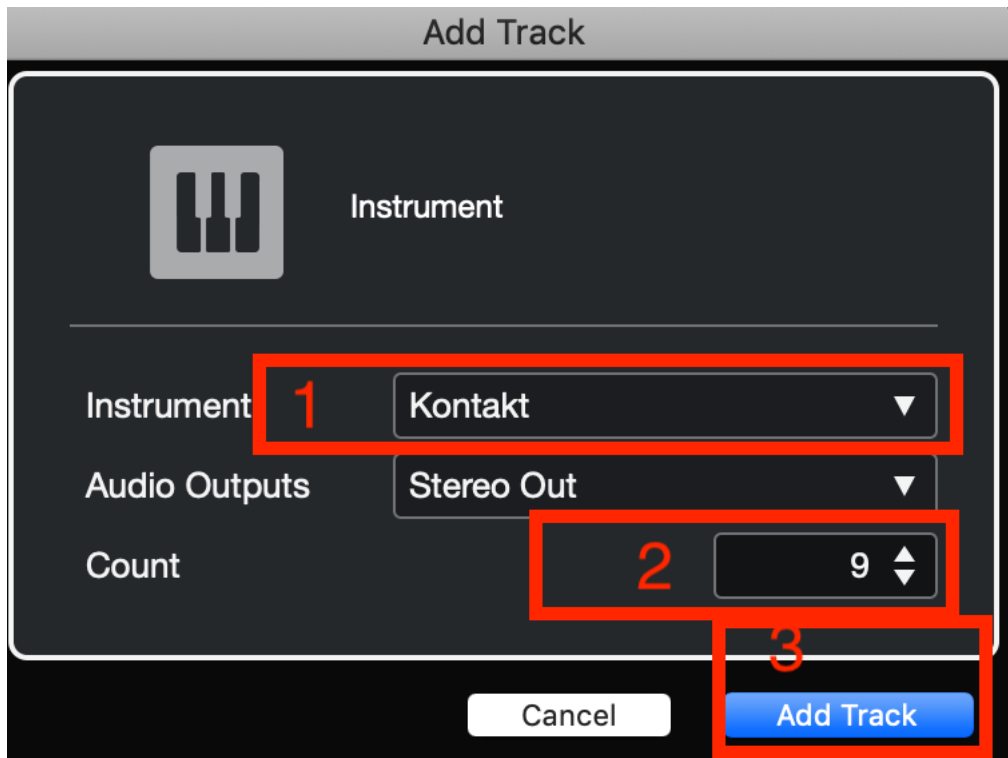 Add Track
Instrument
Instrument 1 Kontakt
Audio Outputs Stereo Out
Count 2 9
3
Cancel Add Track